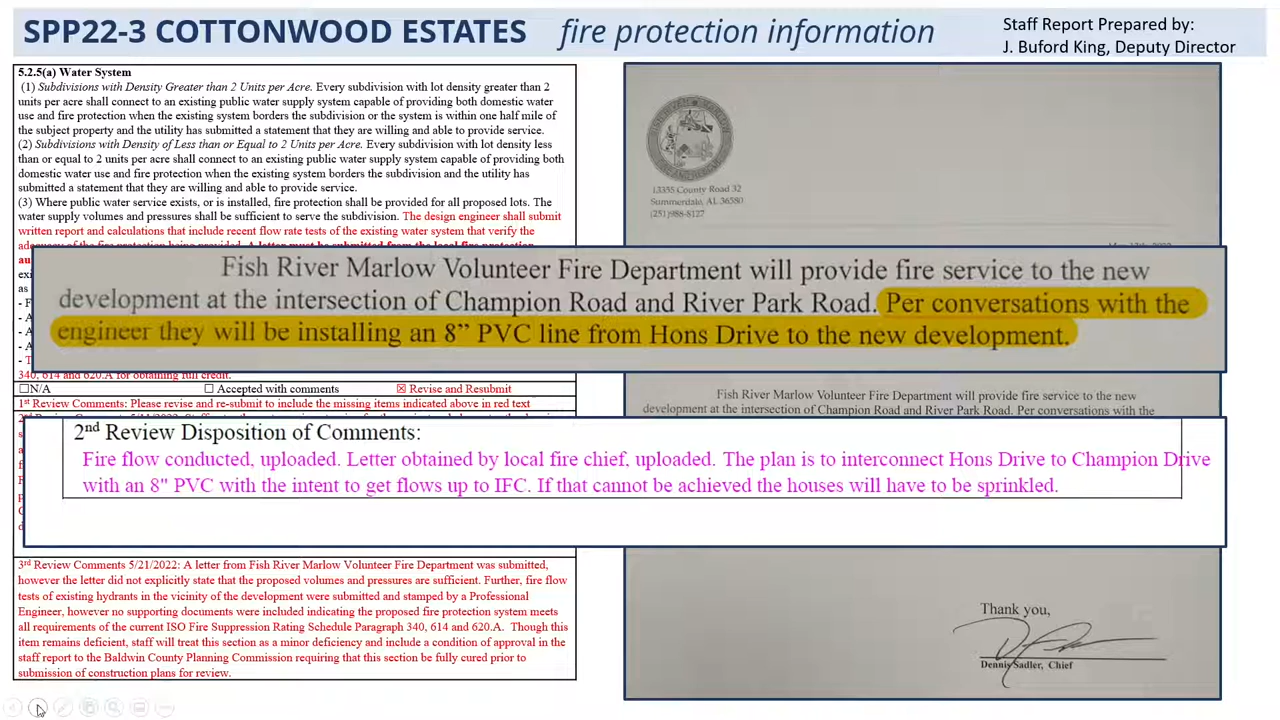 SPP22-3 COTTONWOOD ESTATES fire protection information
Staff Report Prepared by:
J. Buford King, Deputy Director
5.2.5(a) Water System
(1) Subdivisions with Density Greater than 2 Units per Acre. Every subdivision with lot density greater than 2
units per acre shall connect to an existing public water supply system capable of providing both domestic water
use and fire protection when the existing system borders the subdivision or the system is within one half mile of
the subject property and the utility has submitted a statement that they are willing and able to provide service.
(2) Subdivisions with Density of Less than or Equal to 2 Units per Acre. Every subdivision with lot density less
than or equal to 2 units per acre shall connect to an existing public water supply system capable of providing both
domestic water use and fire protection when the existing system borders the subdivision and the utility has
submitted a statement that they are willing and able to provide service.
(3) Where public water service exists, or is installed, fire protection shall be provided for all proposed lots. The
water supply volumes and pressures shall be sufficient to serve the subdivision. The design engineer shall submit
written report and calculations that include recent flow rate tests of the existing water system that verify the
adequacy of the fire protection being provided. A letter must be submitted from the local fire protection
13355 County Road 32
Summerdale, AL 36580
(251)988-8127
Fish River Marlow Volunteer Fire Department will provide fire service to the new
development at the intersection of Champion Road and River Park Road. Per conversations with the
engineer they will be installing an 8” PVC line from Hons Drive to the new development.
340, 614 and 620.A for obtaining full credit.
☐N/A ☐ Accepted with comments ☒ Revise and Resubmit
1st Review Comments: Please revise and re-submit to include the missing items indicated above in red text
Fish River Marlow Volunteer Fire Department will provide fire service to the new
development at the intersection of Champion Road and River Park Road. Per conversations with the
2nd Review Disposition of Comments:
Fire flow conducted, uploaded. Letter obtained by local fire chief, uploaded. The plan is to interconnect Hons Drive to Champion Drive
with an 8" PVC with the intent to get flows up to IFC. If that cannot be achieved the houses will have to be sprinkled.
3rd Review Comments 5/21/2022: A letter from Fish River Marlow Volunteer Fire Department was submitted,
however the letter did not explicitly state that the proposed volumes and pressures are sufficient. Further, fire flow
tests of existing hydrants in the vicinity of the development were submitted and stamped by a Professional
Engineer, however no supporting documents were included indicating the proposed fire protection system meets
all requirements of the current ISO Fire Suppression Rating Schedule Paragraph 340, 614 and 620.A. Though this
item remains deficient, staff will treat this section as a minor deficiency and include a condition of approval in the
staff report to the Baldwin County Planning Commission requiring that this section be fully cured prior to
submission of construction plans for review.
Thank you,
Dennis Sadler, Chief